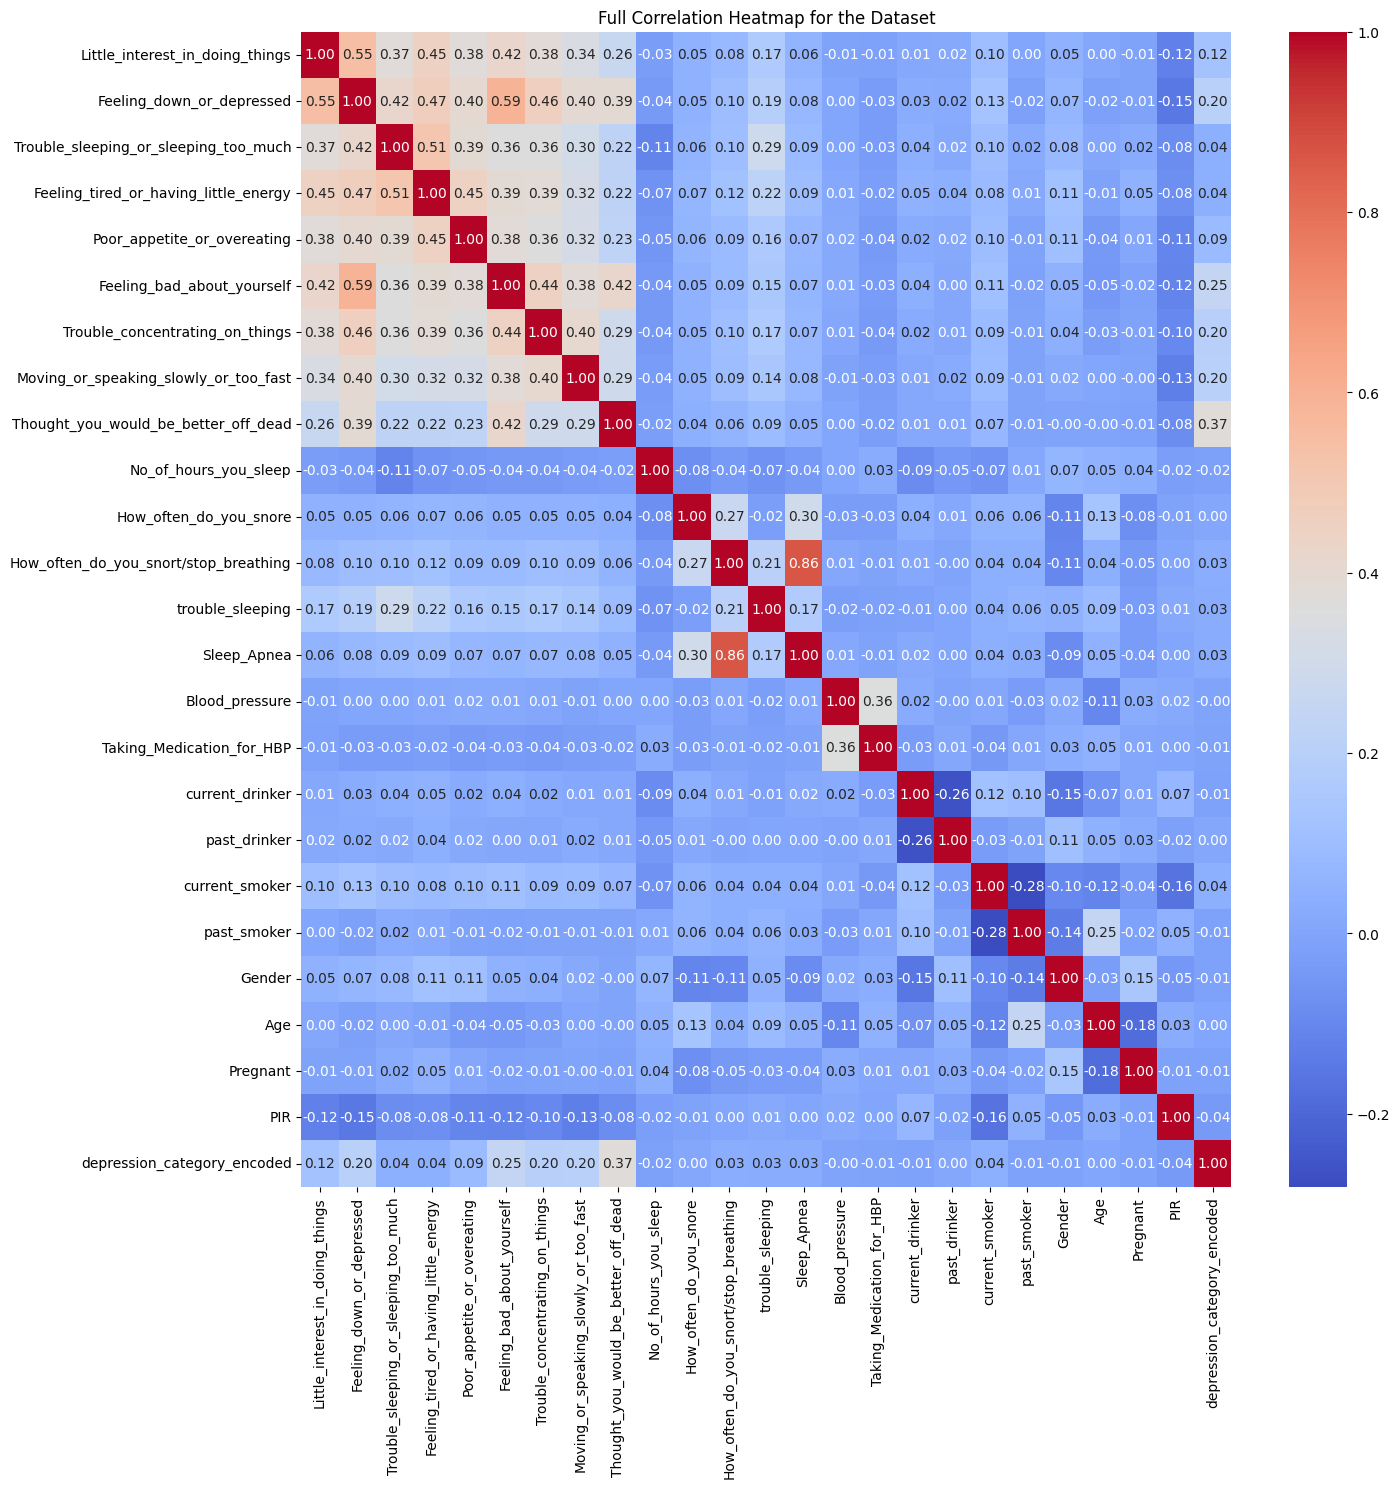 Full Correlation Heatmap for the Dataset
Little_interest_in_doing_things 1.00 0.55 0.37 0.45 0.38 0.42 0.38 0.34 0.26 -0.03 0.05 0.08 0.17 0.06 -0.01 -0.01 0.01 0.02 0.10 0.00 0.05 0.00 -0.01 -0.12 0.12
Feeling_down_or_depressed 0.55 1.00 0.42 0.47 0.40 0.59 0.46 0.40 0.39 -0.04 0.05 0.10 0.19 0.08 0.00 -0.03 0.03 0.02 0.13 -0.02 0.07 -0.02 -0.01 -0.15 0.20
Trouble_sleeping_or_sleeping_too_much 0.37 0.42 1.00 0.51 0.39 0.36 0.36 0.30 0.22 -0.11 0.06 0.10 0.29 0.09 0.00 -0.03 0.04 0.02 0.10 0.02 0.08 0.00 0.02 -0.08 0.04
Feeling_tired_or_having_little_energy 0.45 0.47 0.51 1.00 0.45 0.39 0.39 0.32 0.22 -0.07 0.07 0.12 0.22 0.09 0.01 -0.02 0.05 0.04 0.08 0.01 0.11 -0.01 0.05 -0.08 0.04
Poor_appetite_or_overeating 0.38 0.40 0.39 0.45 1.00 0.38 0.36 0.32 0.23 -0.05 0.06 0.09 0.16 0.07 0.02 -0.04 0.02 0.02 0.10 -0.01 0.11 -0.04 0.01 -0.11 0.09
Feeling_bad_about_yourself 0.42 0.59 0.36 0.39 0.38 1.00 0.44 0.38 0.42 -0.04 0.05 0.09 0.15 0.07 0.01 -0.03 0.04 0.00 0.11 -0.02 0.05 -0.05 -0.02 -0.12 0.25
Trouble_concentrating_on_things 0.38 0.46 0.36 0.39 0.36 0.44 1.00 0.40 0.29 -0.04 0.05 0.10 0.17 0.07 0.01 -0.04 0.02 0.01 0.09 -0.01 0.04 -0.03 -0.01 -0.10 0.20
Moving_or_speaking_slowly_or_too_fast 0.34 0.40 0.30 0.32 0.32 0.38 0.40 1.00 0.29 -0.04 0.05 0.09 0.14 0.08 -0.01 -0.03 0.01 0.02 0.09 -0.01 0.02 0.00 -0.00 -0.13 0.20
Thought_you_would_be_better_off_dead 0.26 0.39 0.22 0.22 0.23 0.42 0.29 0.29 1.00 -0.02 0.04 0.06 0.09 0.05 0.00 -0.02 0.01 0.01 0.07 -0.01 -0.00 -0.00 -0.01 -0.08 0.37
No_of_hours_you_sleep -0.03 -0.04 -0.11 -0.07 -0.05 -0.04 -0.04 -0.04 -0.02 1.00 -0.08 -0.04 -0.07 -0.04 0.00 0.03 -0.09 -0.05 -0.07 0.01 0.07 0.05 0.04 -0.02 -0.02
How_often_do_you_snore 0.05 0.05 0.06 0.07 0.06 0.05 0.05 0.05 0.04 -0.08 1.00 0.27 -0.02 0.30 -0.03 -0.03 0.04 0.01 0.06 0.06 -0.11 0.13 -0.08 -0.01 0.00
How_often_do_you_snort/stop_breathing 0.08 0.10 0.10 0.12 0.09 0.09 0.10 0.09 0.06 -0.04 0.27 1.00 0.21 0.86 0.01 -0.01 0.01 -0.00 0.04 0.04 -0.11 0.04 -0.05 0.00 0.03
trouble_sleeping 0.17 0.19 0.29 0.22 0.16 0.15 0.17 0.14 0.09 -0.07 -0.02 0.21 1.00 0.17 -0.02 -0.02 -0.01 0.00 0.04 0.06 0.05 0.09 -0.03 0.01 0.03
Sleep_Apnea 0.06 0.08 0.09 0.09 0.07 0.07 0.07 0.08 0.05 -0.04 0.30 0.86 0.17 1.00 0.01 -0.01 0.02 0.00 0.04 0.03 -0.09 0.05 -0.04 0.00 0.03
Blood_pressure -0.01 0.00 0.00 0.01 0.02 0.01 0.01 -0.01 0.00 0.00 -0.03 0.01 -0.02 0.01 1.00 0.36 0.02 -0.00 0.01 -0.03 0.02 -0.11 0.03 0.02 -0.00
Taking_Medication_for_HBP -0.01 -0.03 -0.03 -0.02 -0.04 -0.03 -0.04 -0.03 -0.02 0.03 -0.03 -0.01 -0.02 -0.01 0.36 1.00 -0.03 0.01 -0.04 0.01 0.03 0.05 0.01 0.00 -0.01
current_drinker 0.01 0.03 0.04 0.05 0.02 0.04 0.02 0.01 0.01 -0.09 0.04 0.01 -0.01 0.02 0.02 -0.03 1.00 -0.26 0.12 0.10 -0.15 -0.07 0.01 0.07 -0.01
past_drinker 0.02 0.02 0.02 0.04 0.02 0.00 0.01 0.02 0.01 -0.05 0.01 -0.00 0.00 0.00 -0.00 0.01 -0.26 1.00 -0.03 -0.01 0.11 0.05 0.03 -0.02 0.00
current_smoker 0.10 0.13 0.10 0.08 0.10 0.11 0.09 0.09 0.07 -0.07 0.06 0.04 0.04 0.04 0.01 -0.04 0.12 -0.03 1.00 -0.28 -0.10 -0.12 -0.04 -0.16 0.04
past_smoker 0.00 -0.02 0.02 0.01 -0.01 -0.02 -0.01 -0.01 -0.01 0.01 0.06 0.04 0.06 0.03 -0.03 0.01 0.10 -0.01 -0.28 1.00 -0.14 0.25 -0.02 0.05 -0.01
Gender 0.05 0.07 0.08 0.11 0.11 0.05 0.04 0.02 -0.00 0.07 -0.11 -0.11 0.05 -0.09 0.02 0.03 -0.15 0.11 -0.10 -0.14 1.00 -0.03 0.15 -0.05 -0.01
Age 0.00 -0.02 0.00 -0.01 -0.04 -0.05 -0.03 0.00 -0.00 0.05 0.13 0.04 0.09 0.05 -0.11 0.05 -0.07 0.05 -0.12 0.25 -0.03 1.00 -0.18 0.03 0.00
Pregnant -0.01 -0.01 0.02 0.05 0.01 -0.02 -0.01 -0.00 -0.01 0.04 -0.08 -0.05 -0.03 -0.04 0.03 0.01 0.01 0.03 -0.04 -0.02 0.15 -0.18 1.00 -0.01 -0.01
PIR -0.12 -0.15 -0.08 -0.08 -0.11 -0.12 -0.10 -0.13 -0.08 -0.02 -0.01 0.00 0.01 0.00 0.02 0.00 0.07 -0.02 -0.16 0.05 -0.05 0.03 -0.01 1.00 -0.04
depression_category_encoded 0.12 0.20 0.04 0.04 0.09 0.25 0.20 0.20 0.37 -0.02 0.00 0.03 0.03 0.03 -0.00 -0.01 -0.01 0.00 0.04 -0.01 -0.01 0.00 -0.01 -0.04 1.00
Little_interest_in_doing_things
Feeling_down_or_depressed
Trouble_sleeping_or_sleeping_too_much
Feeling_tired_or_having_little_energy
Poor_appetite_or_overeating
Feeling_bad_about_yourself
Trouble_concentrating_on_things
Moving_or_speaking_slowly_or_too_fast
Thought_you_would_be_better_off_dead
No_of_hours_you_sleep
How_often_do_you_snore
How_often_do_you_snort/stop_breathing
trouble_sleeping
Sleep_Apnea
Blood_pressure
Taking_Medication_for_HBP
current_drinker
past_drinker
current_smoker
past_smoker
Gender
Age
Pregnant
PIR
depression_category_encoded
1.0
0.8
0.6
0.4
0.2
0.0
−0.2